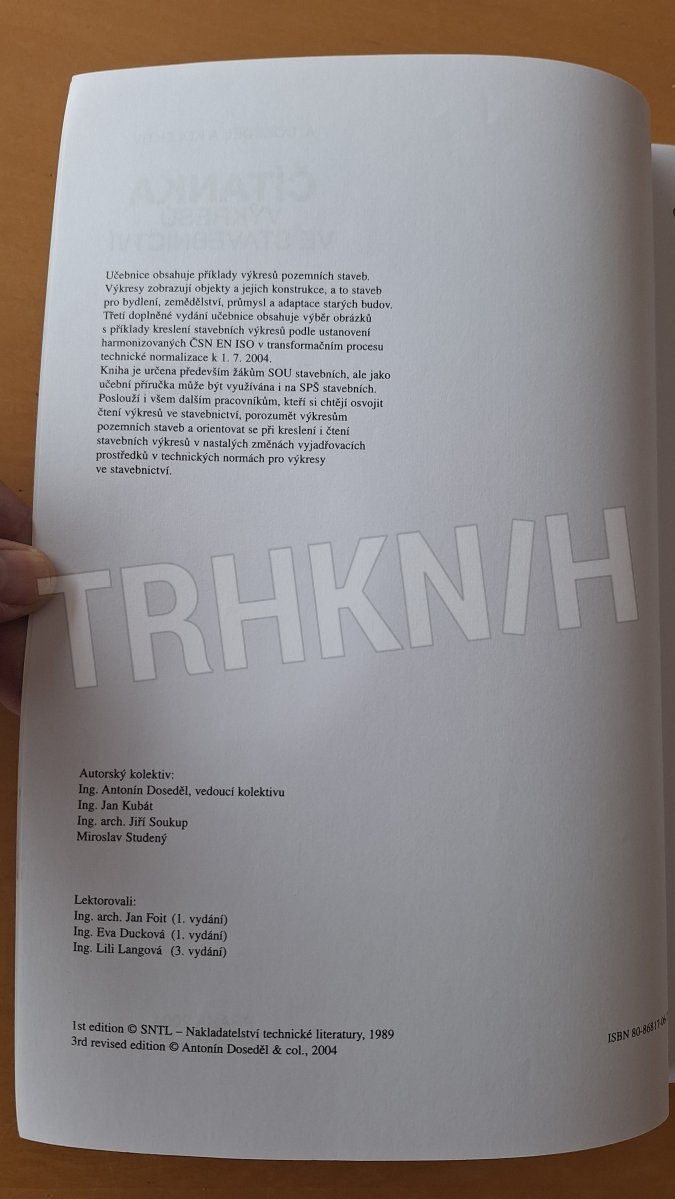 Učebnice obsahuje příklady výkresů pozemních staveb.
Výkresy zobrazují objekty a jejich konstrukce, a to staveb
pro bydlení, zemědělství, průmysl a adaptace starých budov.
Třetí doplněné vydání učebnice obsahuje výběr obrázků
s příklady kreslení stavebních výkresů podle ustanovení
harmonizovaných ČSN EN ISO v transformačním procesu
technické normalizace k 1. 7. 2004.
Kniha je určena především žákům SOU stavebních, ale jako
učební příručka může být využívána i na SPŠ stavebních.
Poslouží i všem dalším pracovníkům, kteří si chtějí osvojit
čtení výkresů ve stavebnictví, porozumět výkresům
pozemních staveb a orientovat se při kreslení i čtení
stavebních výkresů v nastalých změnách vyjadřovacích
prostředků v technických normách pro výkresy
ve stavebnictví.
TRHKNIH
Autorský kolektiv:
Ing. Antonín Doseděl, vedoucí kolektivu
Ing. Jan Kubát
Ing. arch. Jiří Soukup
Miroslav Studený
Lektorovali:
Ing. arch. Jan Foit (1. vydání)
Ing. Eva Ducková (1. vydání)
Ing. Lili Langová (3. vydání)
1st edition © SNTL – Nakladatelství technické literatury, 1989
3rd revised edition © Antonín Doseděl & col., 2004
ISBN 80-86817-06